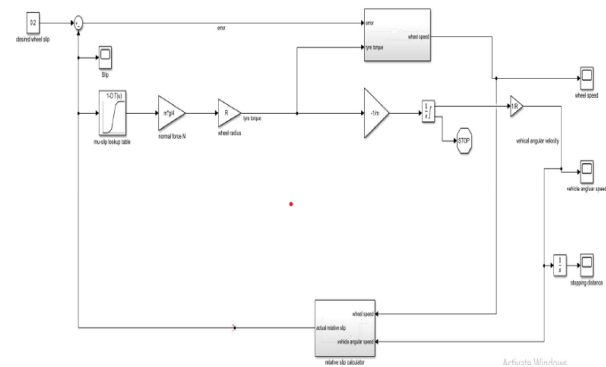 0.2
desired wheel slip
error
error
tyre torque
wheel speed
Slip
1-D T(u)
mu-slip lookup table
m*g/4
normal force N
R
wheel radius
tyre torque
-1/m
1
s
STOP
1/R
vehical angular velocity
wheel speed
vehicle angluar speed
1
s
stopping distance
wheel speed
actual relative slip
vehicle angular speed
relative slip calculator
Activate Windows